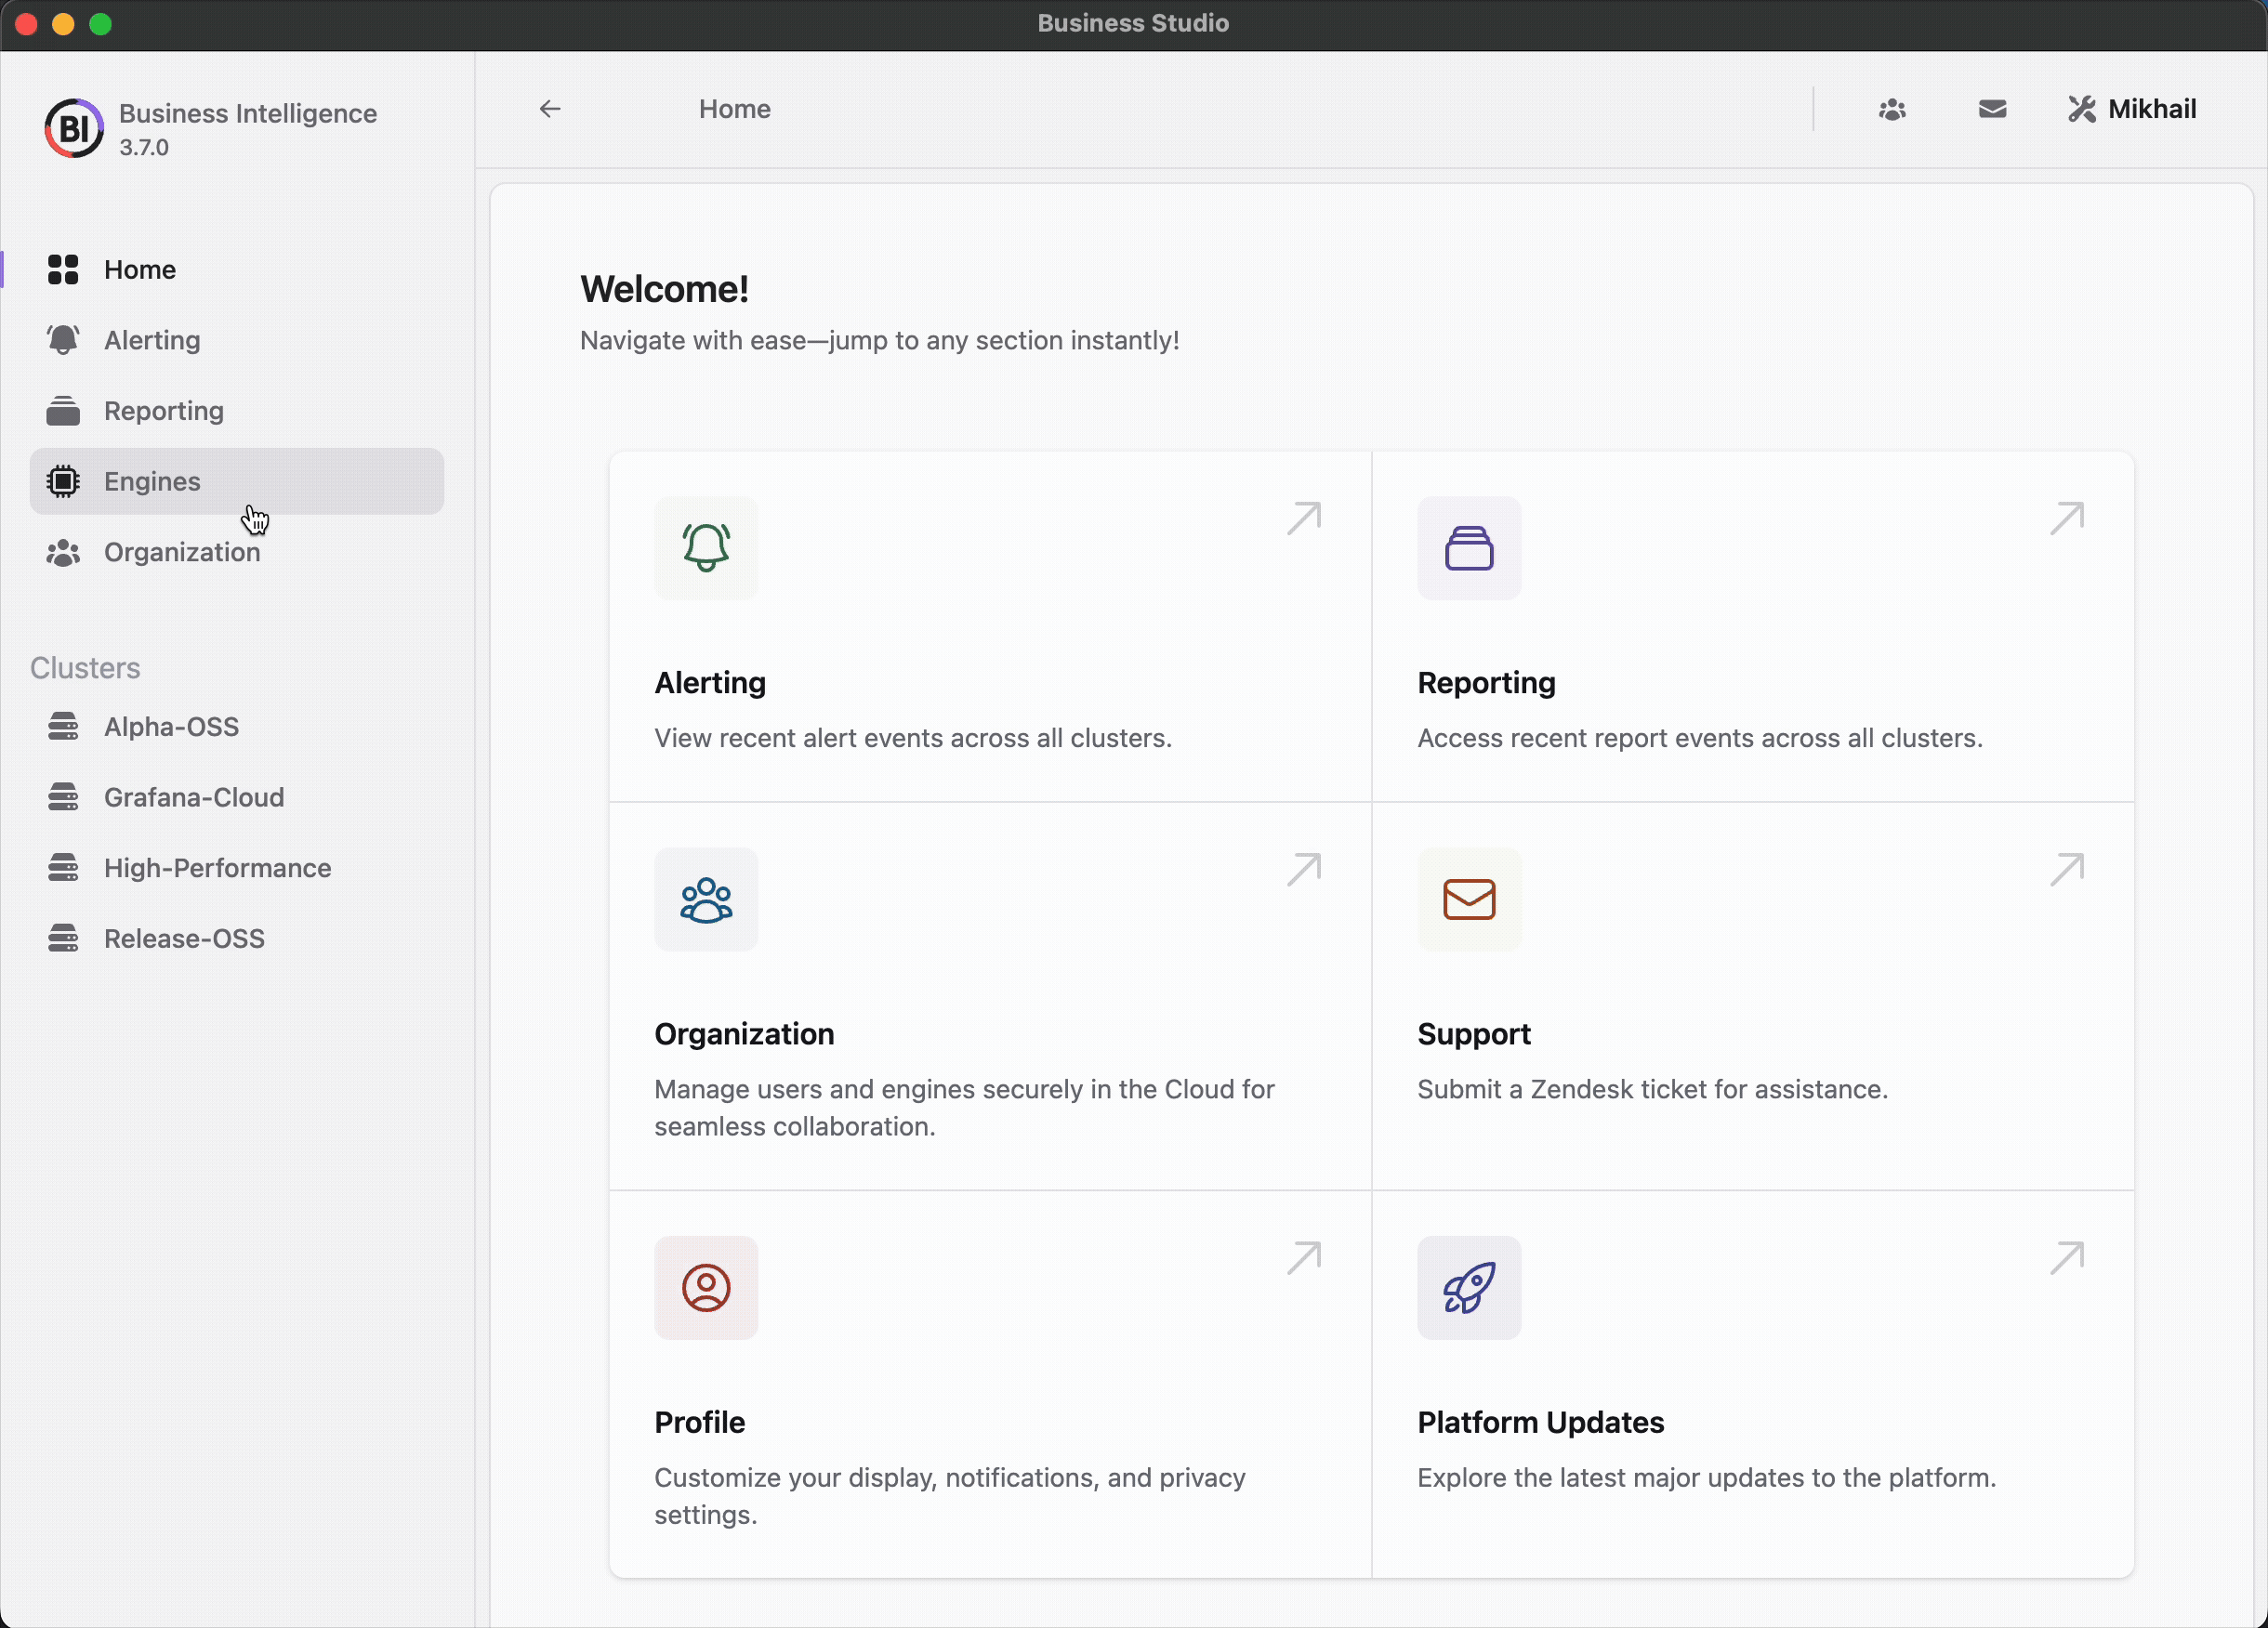 Business Studio
BI
Business Intelligence
3.7.0
Home
Alerting
Reporting
Engines
Organization
Clusters
Alpha-OSS
Grafana-Cloud
High-Performance
Release-OSS
Home
Mikhail
Welcome!
Navigate with ease—jump to any section instantly!
Alerting
View recent alert events across all clusters.
Reporting
Access recent report events across all clusters.
Organization
Manage users and engines securely in the Cloud for
seamless collaboration.
Support
Submit a Zendesk ticket for assistance.
Profile
Customize your display, notifications, and privacy
settings.
Platform Updates
Explore the latest major updates to the platform.